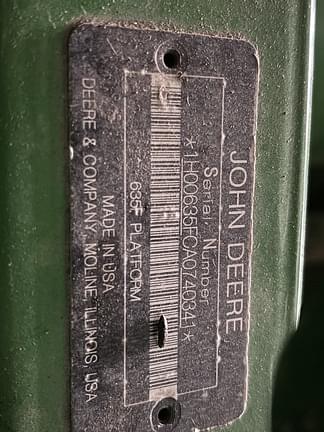 JOHN DEERE
Serial Number
*1H00635FCA0740341*
635F PLATFORM
MADE IN USA
DEERE & COMPANY, MOLINE ILLINOIS USA